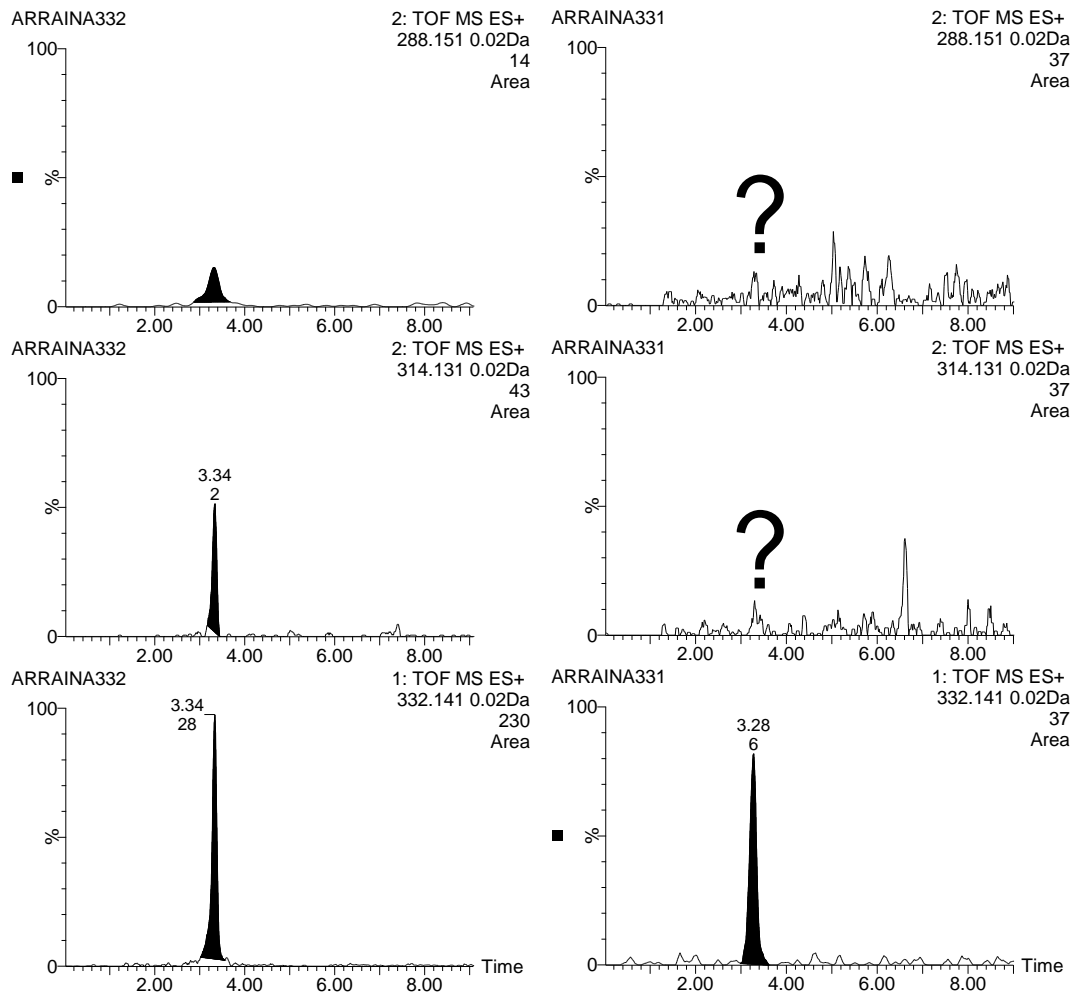 ARRAINA332
2: TOF MS ES+
288.151 0.02Da
14
Area
100
%
0
2.00 4.00 6.00 8.00
ARRAINA331
2: TOF MS ES+
288.151 0.02Da
37
Area
100
%
?
0
2.00 4.00 6.00 8.00
ARRAINA332
2: TOF MS ES+
314.131 0.02Da
43
Area
100
3.34
2
%
0
2.00 4.00 6.00 8.00
ARRAINA331
2: TOF MS ES+
314.131 0.02Da
37
Area
100
%
?
0
2.00 4.00 6.00 8.00
ARRAINA332
1: TOF MS ES+
332.141 0.02Da
230
Area
100
3.34
28
%
0
Time
2.00 4.00 6.00 8.00
ARRAINA331
1: TOF MS ES+
332.141 0.02Da
37
Area
100
3.28
6
%
0
Time
2.00 4.00 6.00 8.00